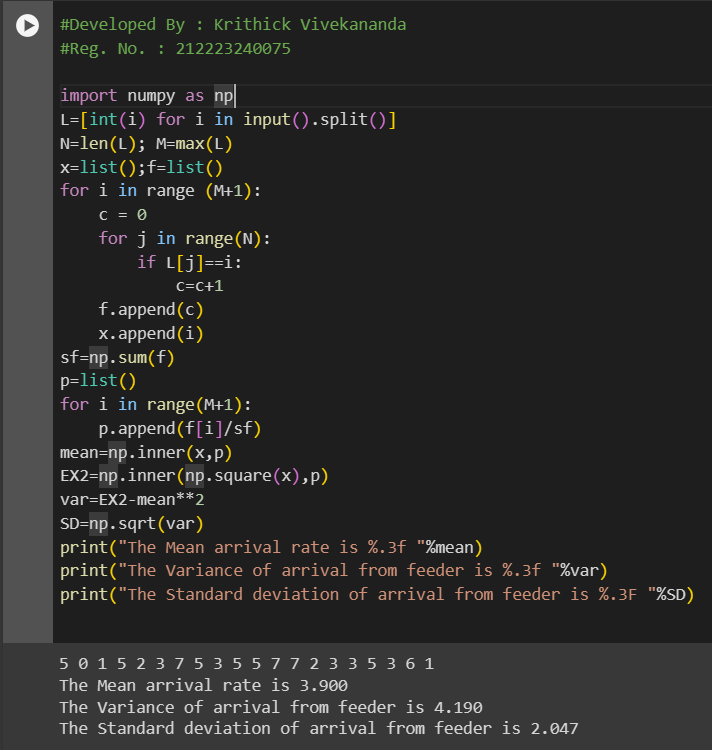 #Developed By : Krithick Vivekananda
#Reg. No. : 212223240075
import numpy as np
L=[int(i) for i in input().split()]
N=len(L); M=max(L)
x=list();f=list()
for i in range (M+1):
    c = 0
    for j in range(N):
        if L[j]==i:
            c=c+1
    f.append(c)
    x.append(i)
sf=np.sum(f)
p=list()
for i in range(M+1):
    p.append(f[i]/sf)
mean=np.inner(x,p)
EX2=np.inner(np.square(x),p)
var=EX2-mean**2
SD=np.sqrt(var)
print("The Mean arrival rate is %.3f "%mean)
print("The Variance of arrival from feeder is %.3f "%var)
print("The Standard deviation of arrival from feeder is %.3F "%SD)
5 0 1 5 2 3 7 5 3 5 5 7 7 2 3 3 5 3 6 1
The Mean arrival rate is 3.900
The Variance of arrival from feeder is 4.190
The Standard deviation of arrival from feeder is 2.047